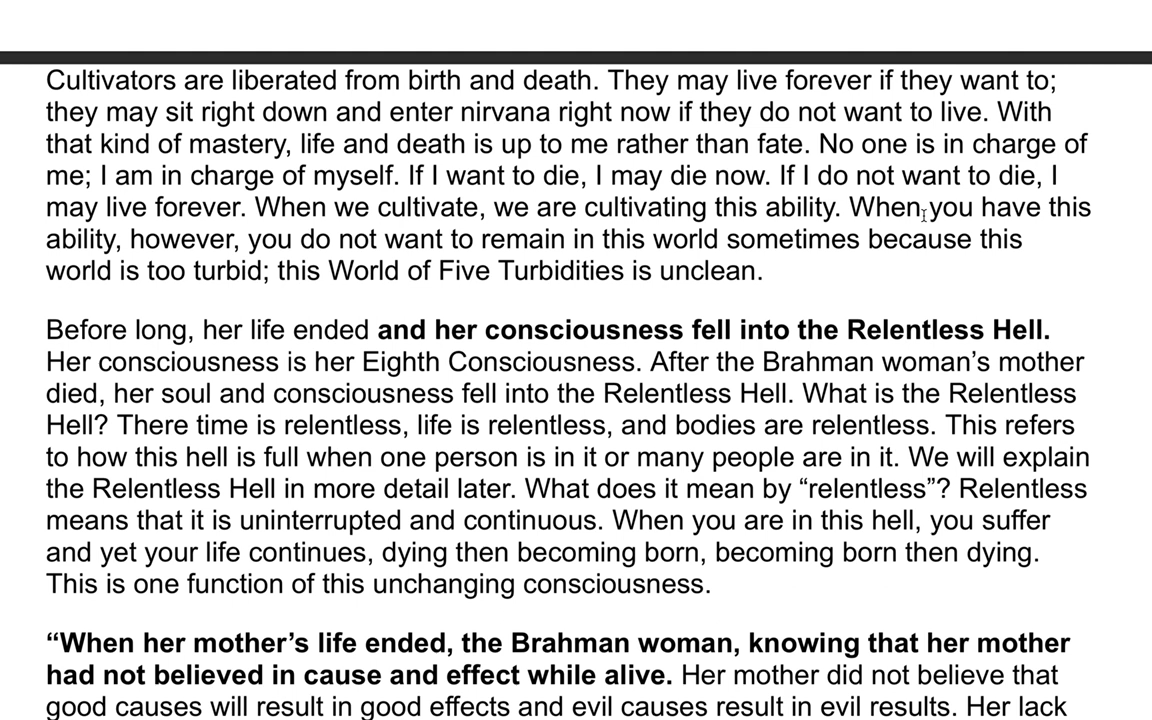 Cultivators are liberated from birth and death. They may live forever if they want to;
they may sit right down and enter nirvana right now if they do not want to live. With
that kind of mastery, life and death is up to me rather than fate. No one is in charge of
me; I am in charge of myself. If I want to die, I may die now. If I do not want to die, I
may live forever. When we cultivate, we are cultivating this ability. When you have this
ability, however, you do not want to remain in this world sometimes because this
world is too turbid; this World of Five Turbidities is unclean.
Before long, her life ended and her consciousness fell into the Relentless Hell.
Her consciousness is her Eighth Consciousness. After the Brahman woman’s mother
died, her soul and consciousness fell into the Relentless Hell. What is the Relentless
Hell? There time is relentless, life is relentless, and bodies are relentless. This refers
to how this hell is full when one person is in it or many people are in it. We will explain
the Relentless Hell in more detail later. What does it mean by “relentless”? Relentless
means that it is uninterrupted and continuous. When you are in this hell, you suffer
and yet your life continues, dying then becoming born, becoming born then dying.
This is one function of this unchanging consciousness.
“When her mother’s life ended, the Brahman woman, knowing that her mother
had not believed in cause and effect while alive. Her mother did not believe that
good causes will result in good effects and evil causes result in evil results. Her lack